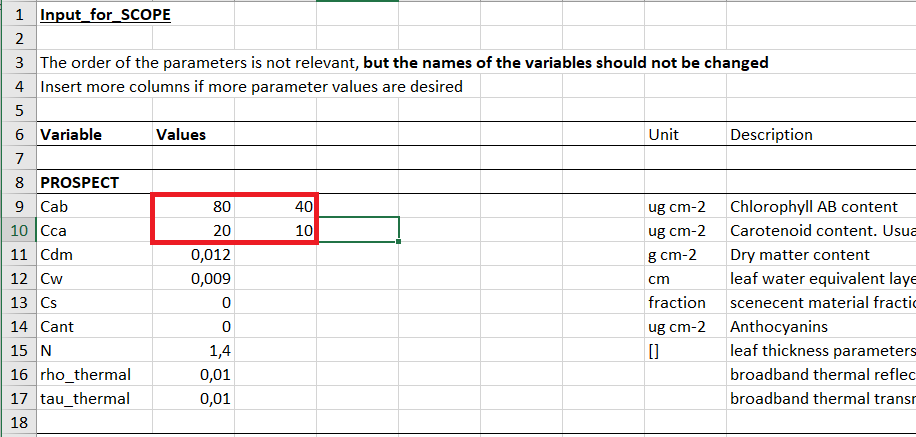 1 Input_for_SCOPE
2
3 The order of the parameters is not relevant, but the names of the variables should not be changed
4 Insert more columns if more parameter values are desired
5
6 Variable Values Unit Description
7
8 PROSPECT
9 Cab 80 40 ug cm-2 Chlorophyll AB content
10 Cca 20 10 ug cm-2 Carotenoid content. Usua
11 Cdm 0,012 g cm-2 Dry matter content
12 Cw 0,009 cm leaf water equivalent laye
13 Cs 0 fraction scenecent material fractio
14 Cant 0 ug cm-2 Anthocyanins
15 N 1,4 [] leaf thickness parameters
16 rho_thermal 0,01 broadband thermal reflec
17 tau_thermal 0,01 broadband thermal transr
18